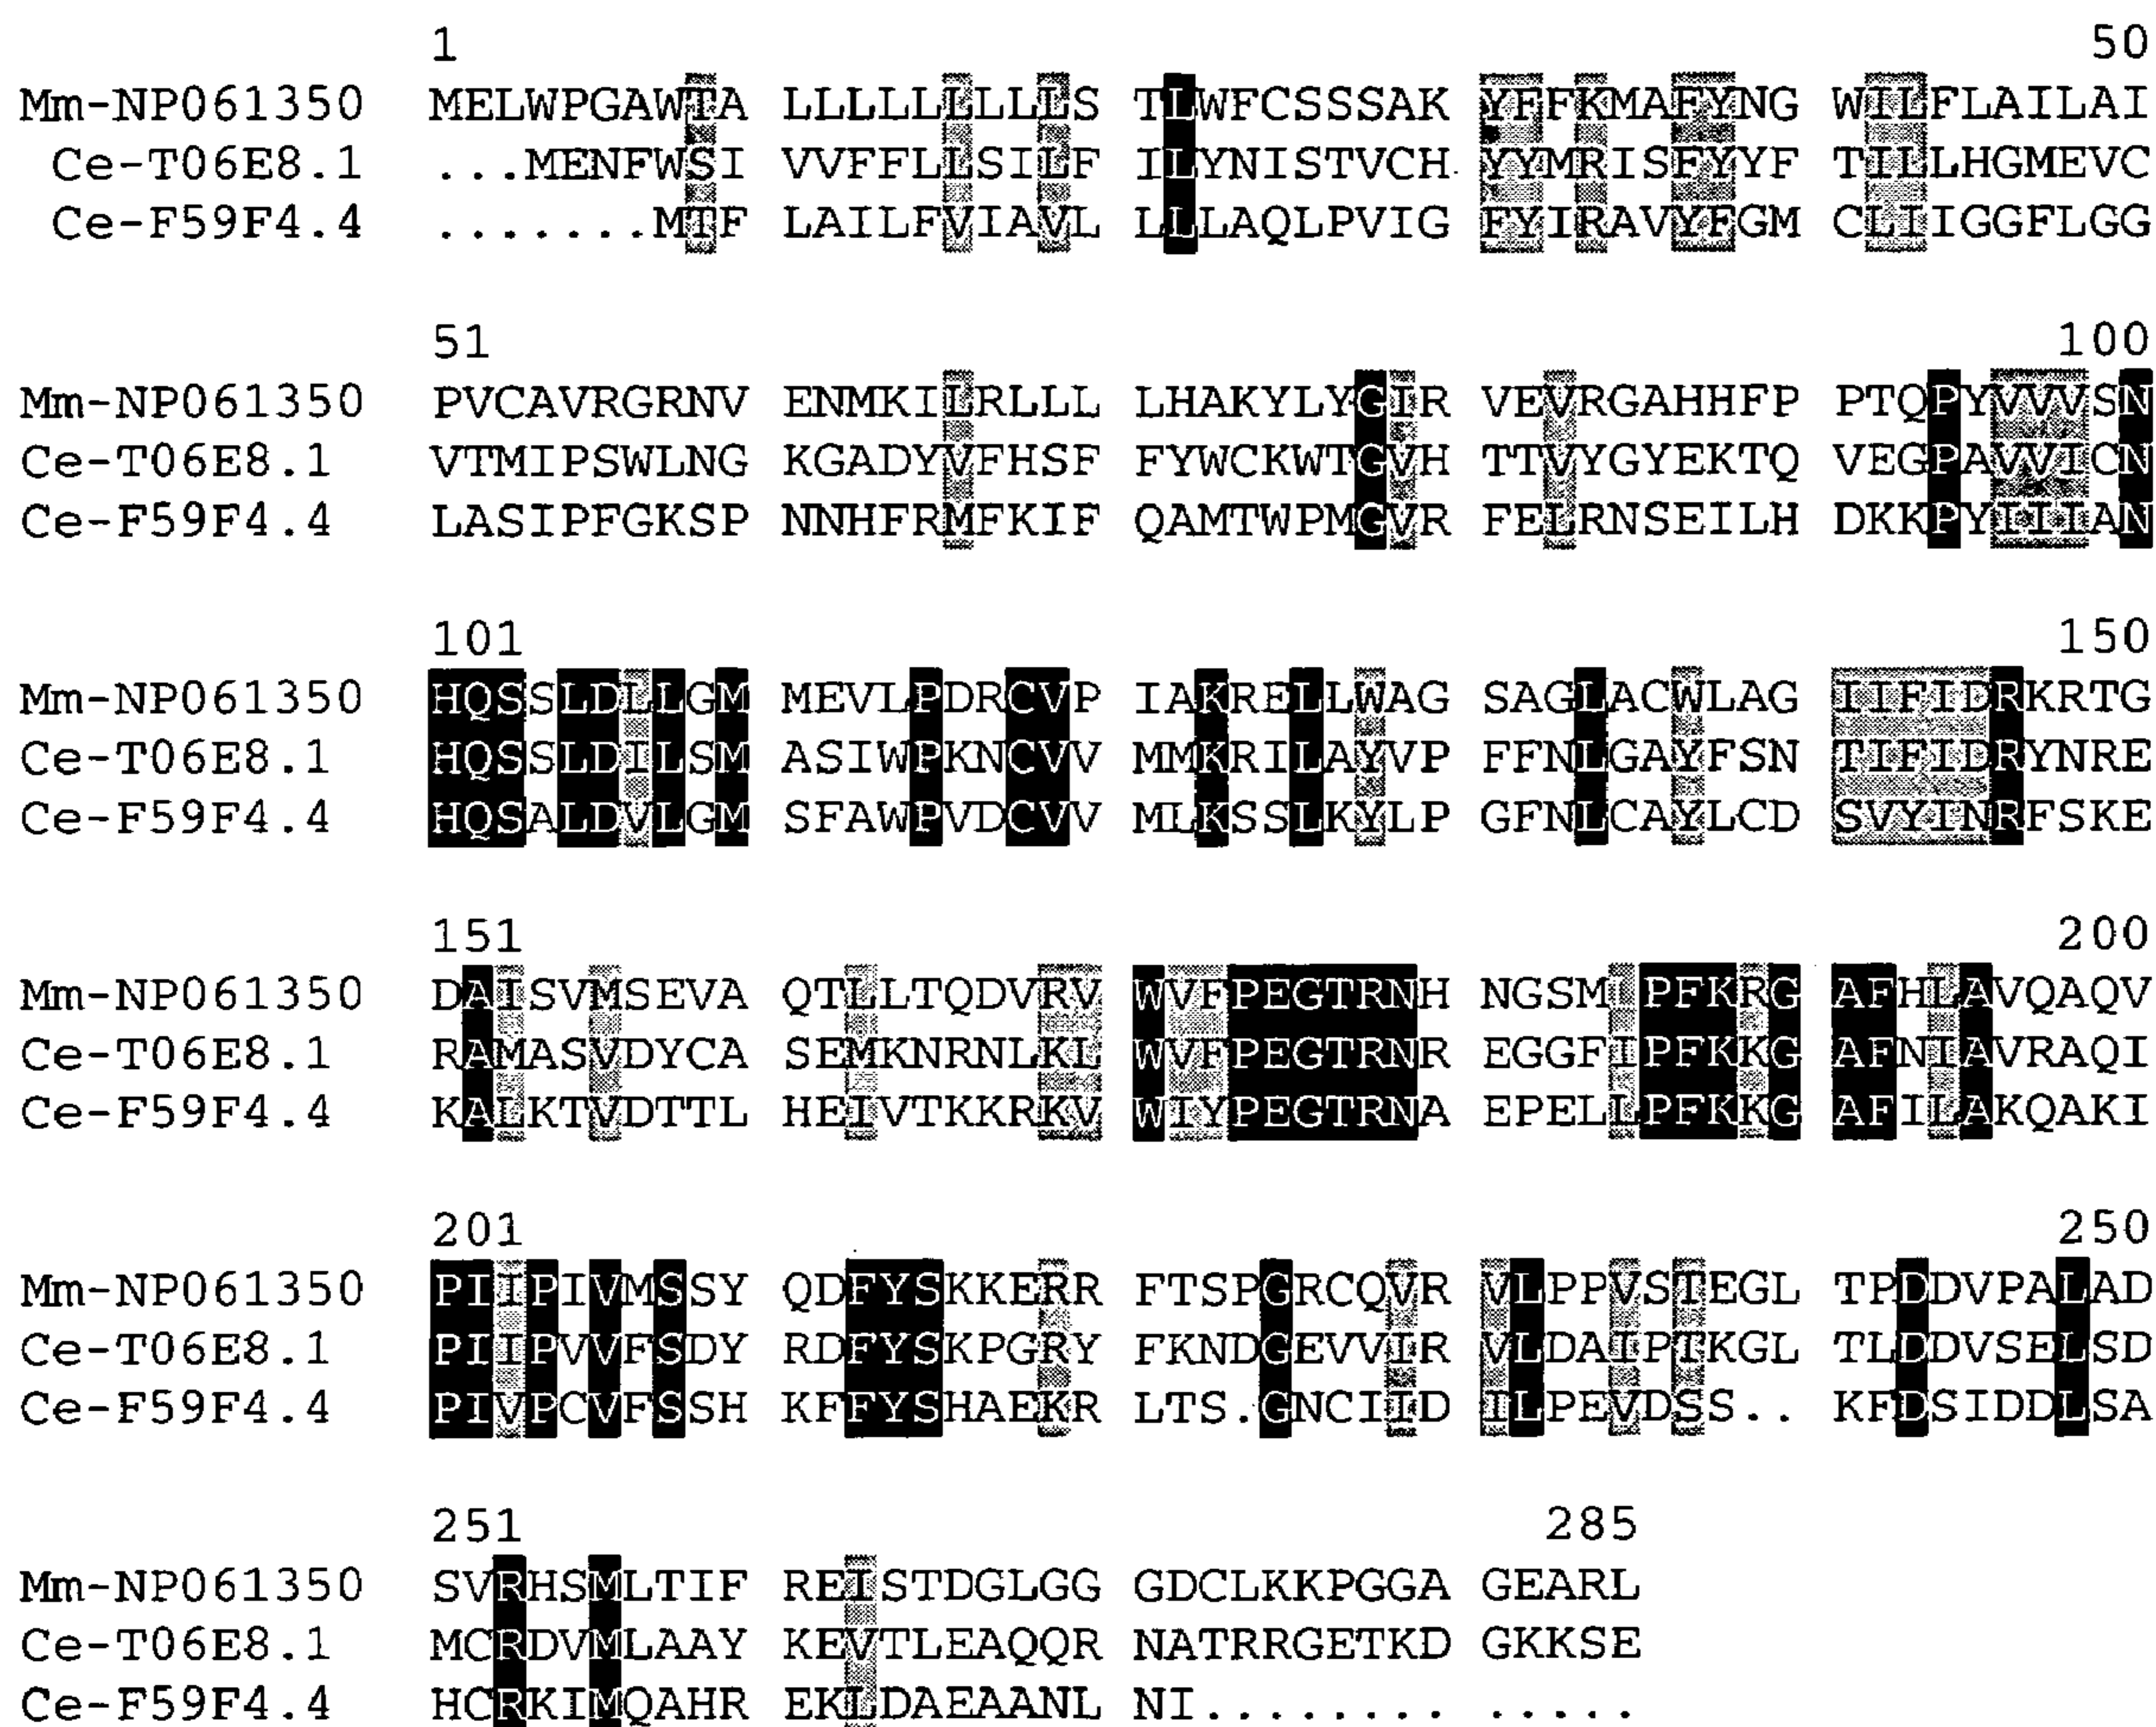 1 50
Mm-NP061350 MELWPGAWTA LLLLLLLLLS TLWFCSSSAK YFFKMAFYNG WILFLAILAI
Ce-T06E8.1 ...MENFWSI VVFFLLSILF ILYNISTVCH YYMRISFYYF TILLHGMEVC
Ce-F59F4.4 .......MTF LAILFVIAVL LLLAQLPVIG FYIRAVYFGM CLIIGGFLGG
51 100
Mm-NP061350 PVCAVRGRNV ENMKILRLLL LHAKYLYGIR VEVRGAHHFP PTQPYVVVSN
Ce-T06E8.1 VTMIPSWLNG KGADYVFHSF FYWCKWTGVH TTVYGYEKTQ VEGPAVVICN
Ce-F59F4.4 LASIPFGKSP NNHFRMFKIF QAMTWPMGVR FELRNSEILH DKKPYIIIAN
101 150
Mm-NP061350 HQSSLDLLGM MEVLPDRCVP IAKRELLWAG SAGLACWLAG IIFIDRKRTG
Ce-T06E8.1 HQSSLDILSM ASIWPKNCVV MMKRILAYVP FFNLGAYFSN TIFIDRYNRE
Ce-F59F4.4 HQSALDVLGM SFAWPVDCVV MLKSSLKYLP GFNLCAYLCD SVYINRFSKE
151 200
Mm-NP061350 DAISVMSEVA QTLLTQDVRV WVFPEGTRNH NGSMLPFKRG AFHLAVQAQV
Ce-T06E8.1 RAMASVDYCA SEMKNRNLKL WVFPEGTRNR EGGFIPFKKG AFNIAVRAQI
Ce-F59F4.4 KALKTVDTTL HEIVTKKRKV WIYPEGTRNA EPELLPFKKG AFILAKQAKI
201 250
Mm-NP061350 PIIPIVMSSY QDFYSKKERR FTSPGRCQVR VLPPVSTEGL TPDDVPALAD
Ce-T06E8.1 PIIPVVFSDY RDFYSKPGRY FKNDGEVVIR VLDAIPTKGL TLDDVSELSD
Ce-F59F4.4 PIVPCVFSSH KFFYSHAEKR LTS.GNCIID ILPEVDSS.. KFDSIDDLSA
251 285
Mm-NP061350 SVRHSMLTIF REISTDGLGG GDCLKKPGGA GEARL
Ce-T06E8.1 MCRDVMLAAY KEVTLEAQQR NATRRGETKD GKKSE
Ce-F59F4.4 HCRKIMQAHR EKLDAEAANL NI........ .....